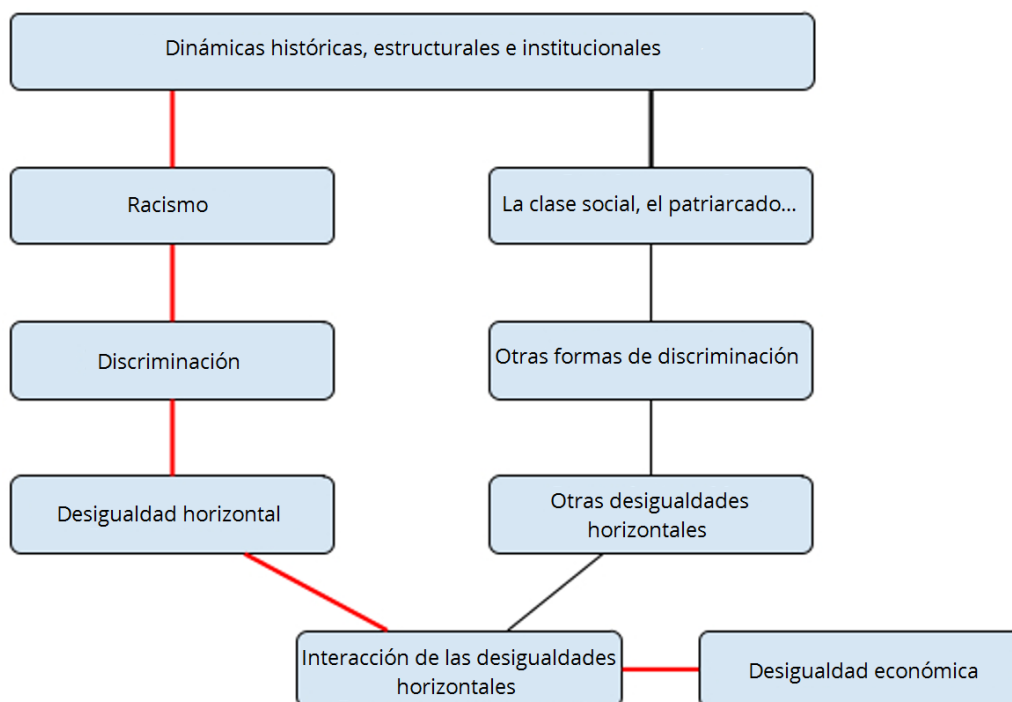 Dinámicas históricas, estructurales e institucionales
Racismo
La clase social, el patriarcado...
Discriminación
Otras formas de discriminación
Desigualdad horizontal
Otras desigualdades
horizontales
Interacción de las desigualdades
horizontales
Desigualdad económica